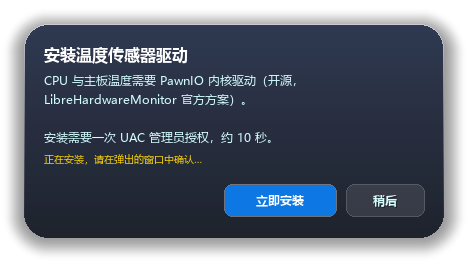 安装温度传感器驱动
CPU 与主板温度需要 PawnIO 内核驱动（开源，
LibreHardwareMonitor 官方方案）。
安装需要一次 UAC 管理员授权，约 10 秒。
正在安装，请在弹出的窗口中确认...
立即安装
稍后